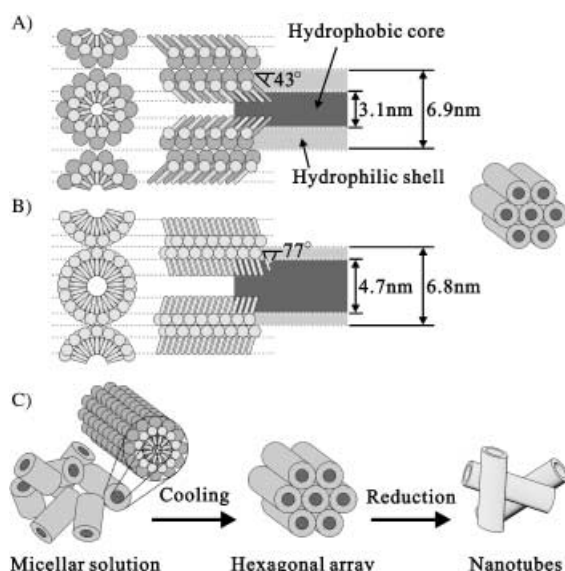 A)
Hydrophobic core
43°
3.1nm
6.9nm
Hydrophilic shell
B)
77°
4.7nm
6.8nm
C)
Cooling
Reduction
Micellar solution
Hexagonal array
Nanotubes